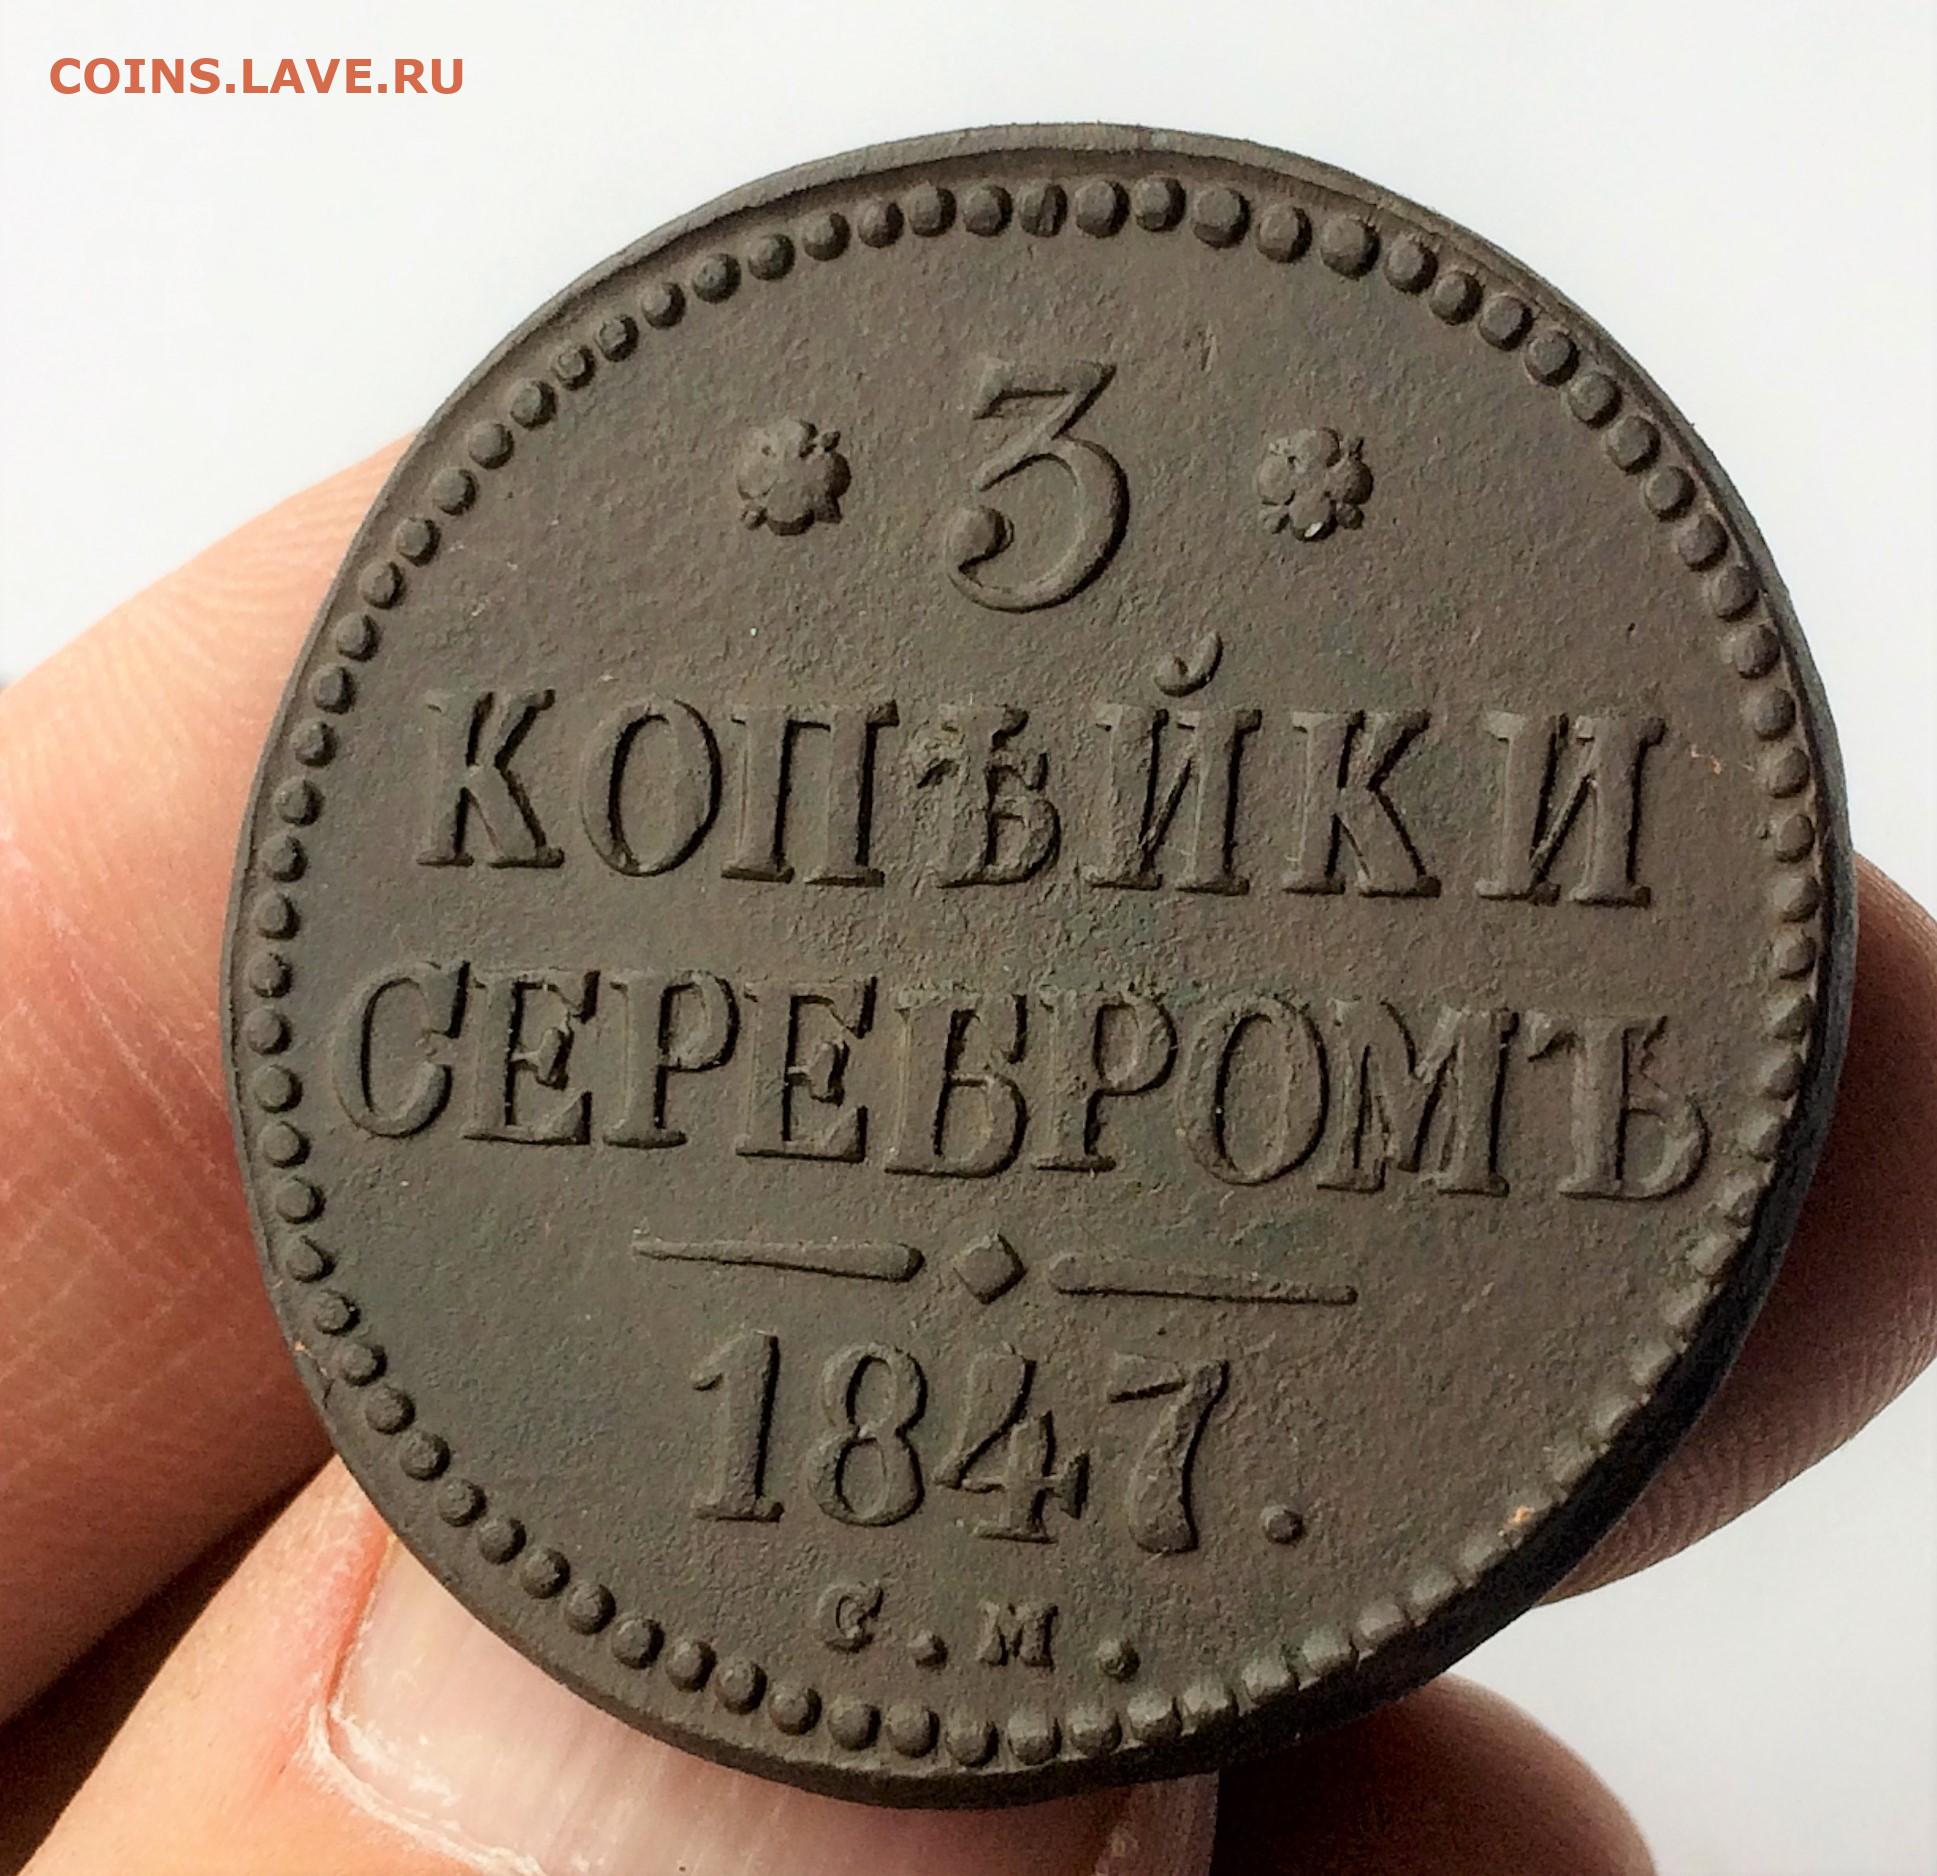 COINS.LAVE.RU
* 3 *
КОПѢЙКИ
СЕРЕБРОМЪ
1847.
С. М.